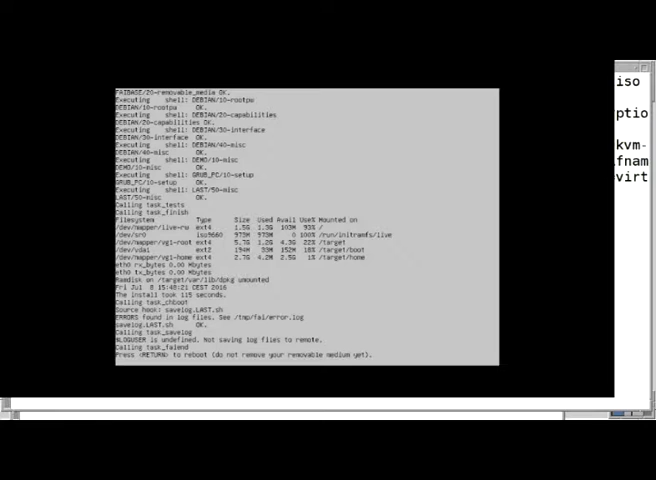 FAIBASE/20-removable_media OK.
Executing    shell: DEBIAN/10-rootpw
DEBIAN/10-rootpw     OK.
Executing    shell: DEBIAN/20-capabilities
DEBIAN/20-capabilities OK.
Executing    shell: DEBIAN/30-interface
DEBIAN/30-interface  OK.
Executing    shell: DEBIAN/40-misc
DEBIAN/40-misc       OK.
Executing    shell: DEMO/10-misc
DEMO/10-misc         OK.
Executing    shell: GRUB_PC/10-setup
GRUB_PC/10-setup     OK.
Executing    shell: LAST/50-misc
LAST/50-misc         OK.
Calling task_tests
Calling task_finish
Filesystem           Type     Size  Used Avail Use% Mounted on
/dev/mapper/live-rw  ext4     1.5G  1.3G  103M  93% /
/dev/sr0             iso9660  973M  973M     0 100% /run/initramfs/live
/dev/mapper/vg1-root ext4     5.7G  1.2G  4.3G  22% /target
/dev/vda1            ext2     194M   33M  152M  18% /target/boot
/dev/mapper/vg1-home ext4     2.7G  4.2M  2.5G   1% /target/home
eth0 rx_bytes 0.00 Mbytes
eth0 tx_bytes 0.00 Mbytes
Ramdisk on /target/var/lib/dpkg umounted
Fri Jul  8 15:48:21 CEST 2016
The install took 115 seconds.
Calling task_chboot
Source hook: savelog.LAST.sh
ERRORS found in log files. See /tmp/fai/error.log
savelog.LAST.sh      OK.
Calling task_savelog
$LOGUSER is undefined. Not saving log files to remote.
Calling task_faiend
Press <RETURN> to reboot (do not remove your removable medium yet).
iso
ptio
kvm-
fnam
virt